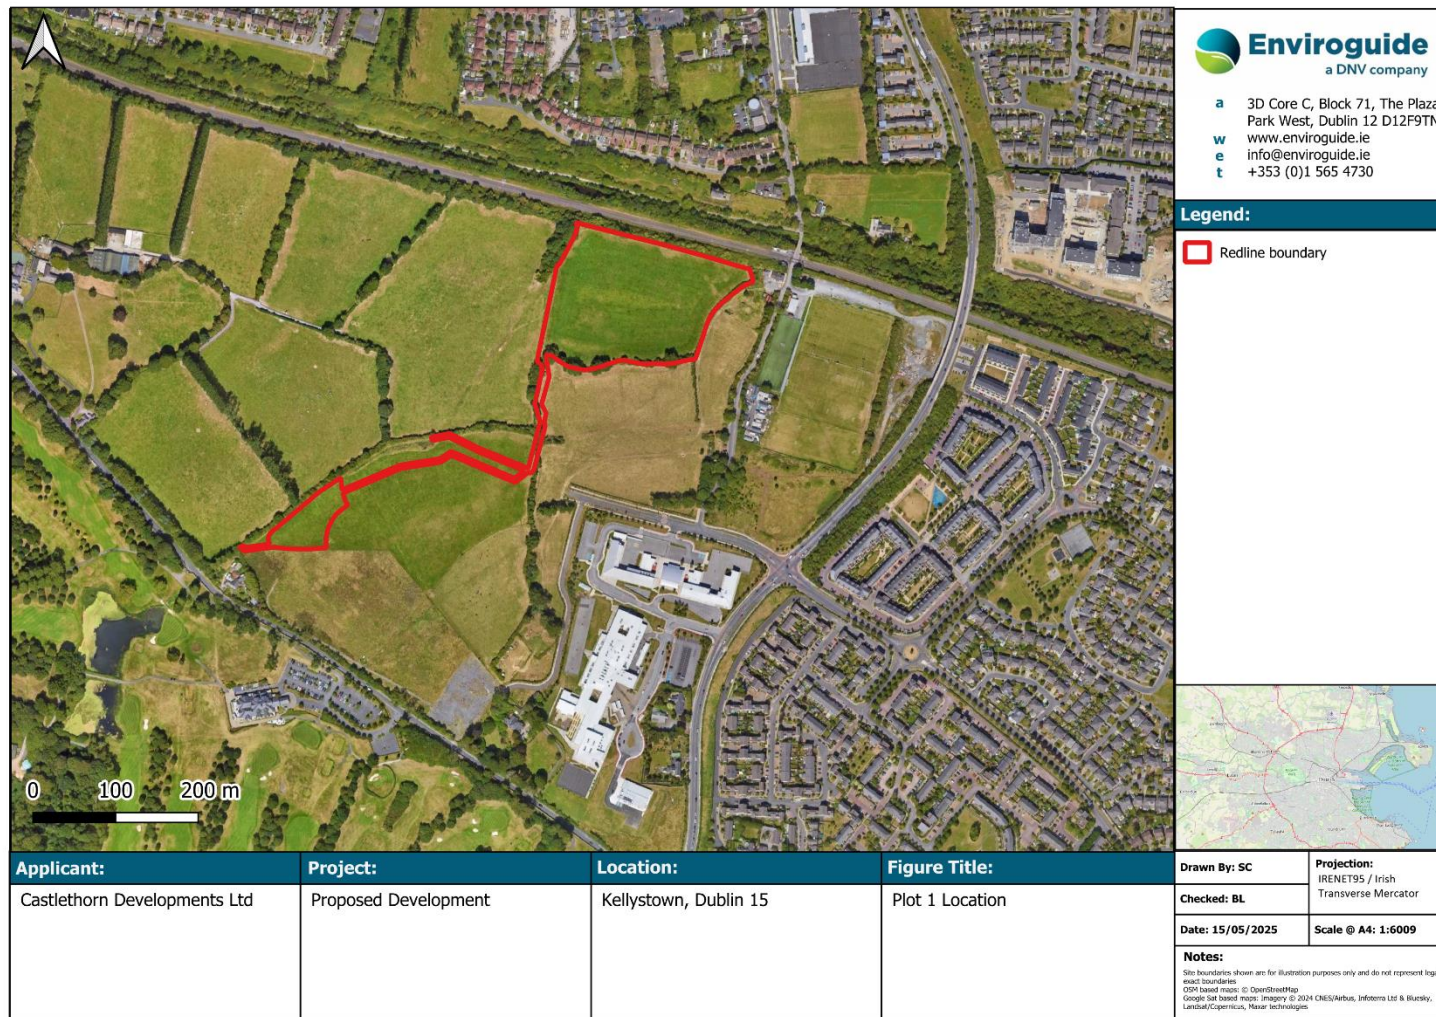 Enviroguide
a DNV company
a 3D Core C, Block 71, The Plaza
Park West, Dublin 12 D12F9TN
w www.enviroguide.ie
e info@enviroguide.ie
t +353 (0)1 565 4730
Legend:
Redline boundary
0 100 200 m
Applicant:
Castlethorn Developments Ltd
Project:
Proposed Development
Location:
Kellystown, Dublin 15
Figure Title:
Plot 1 Location
Drawn By: SC
Checked: BL
Date: 15/05/2025
Projection:
IRENET95 / Irish
Transverse Mercator
Scale @ A4: 1:6009
Notes:
Site boundaries shown are for illustration purposes only and do not represent lega
exact boundaries
OSM based maps: © OpenStreetMap
Google Sat based maps: Imagery © 2024 CNES/Airbus, Infoterra Ltd & Bluesky,
Landsat/Copernicus, Maxar technologies